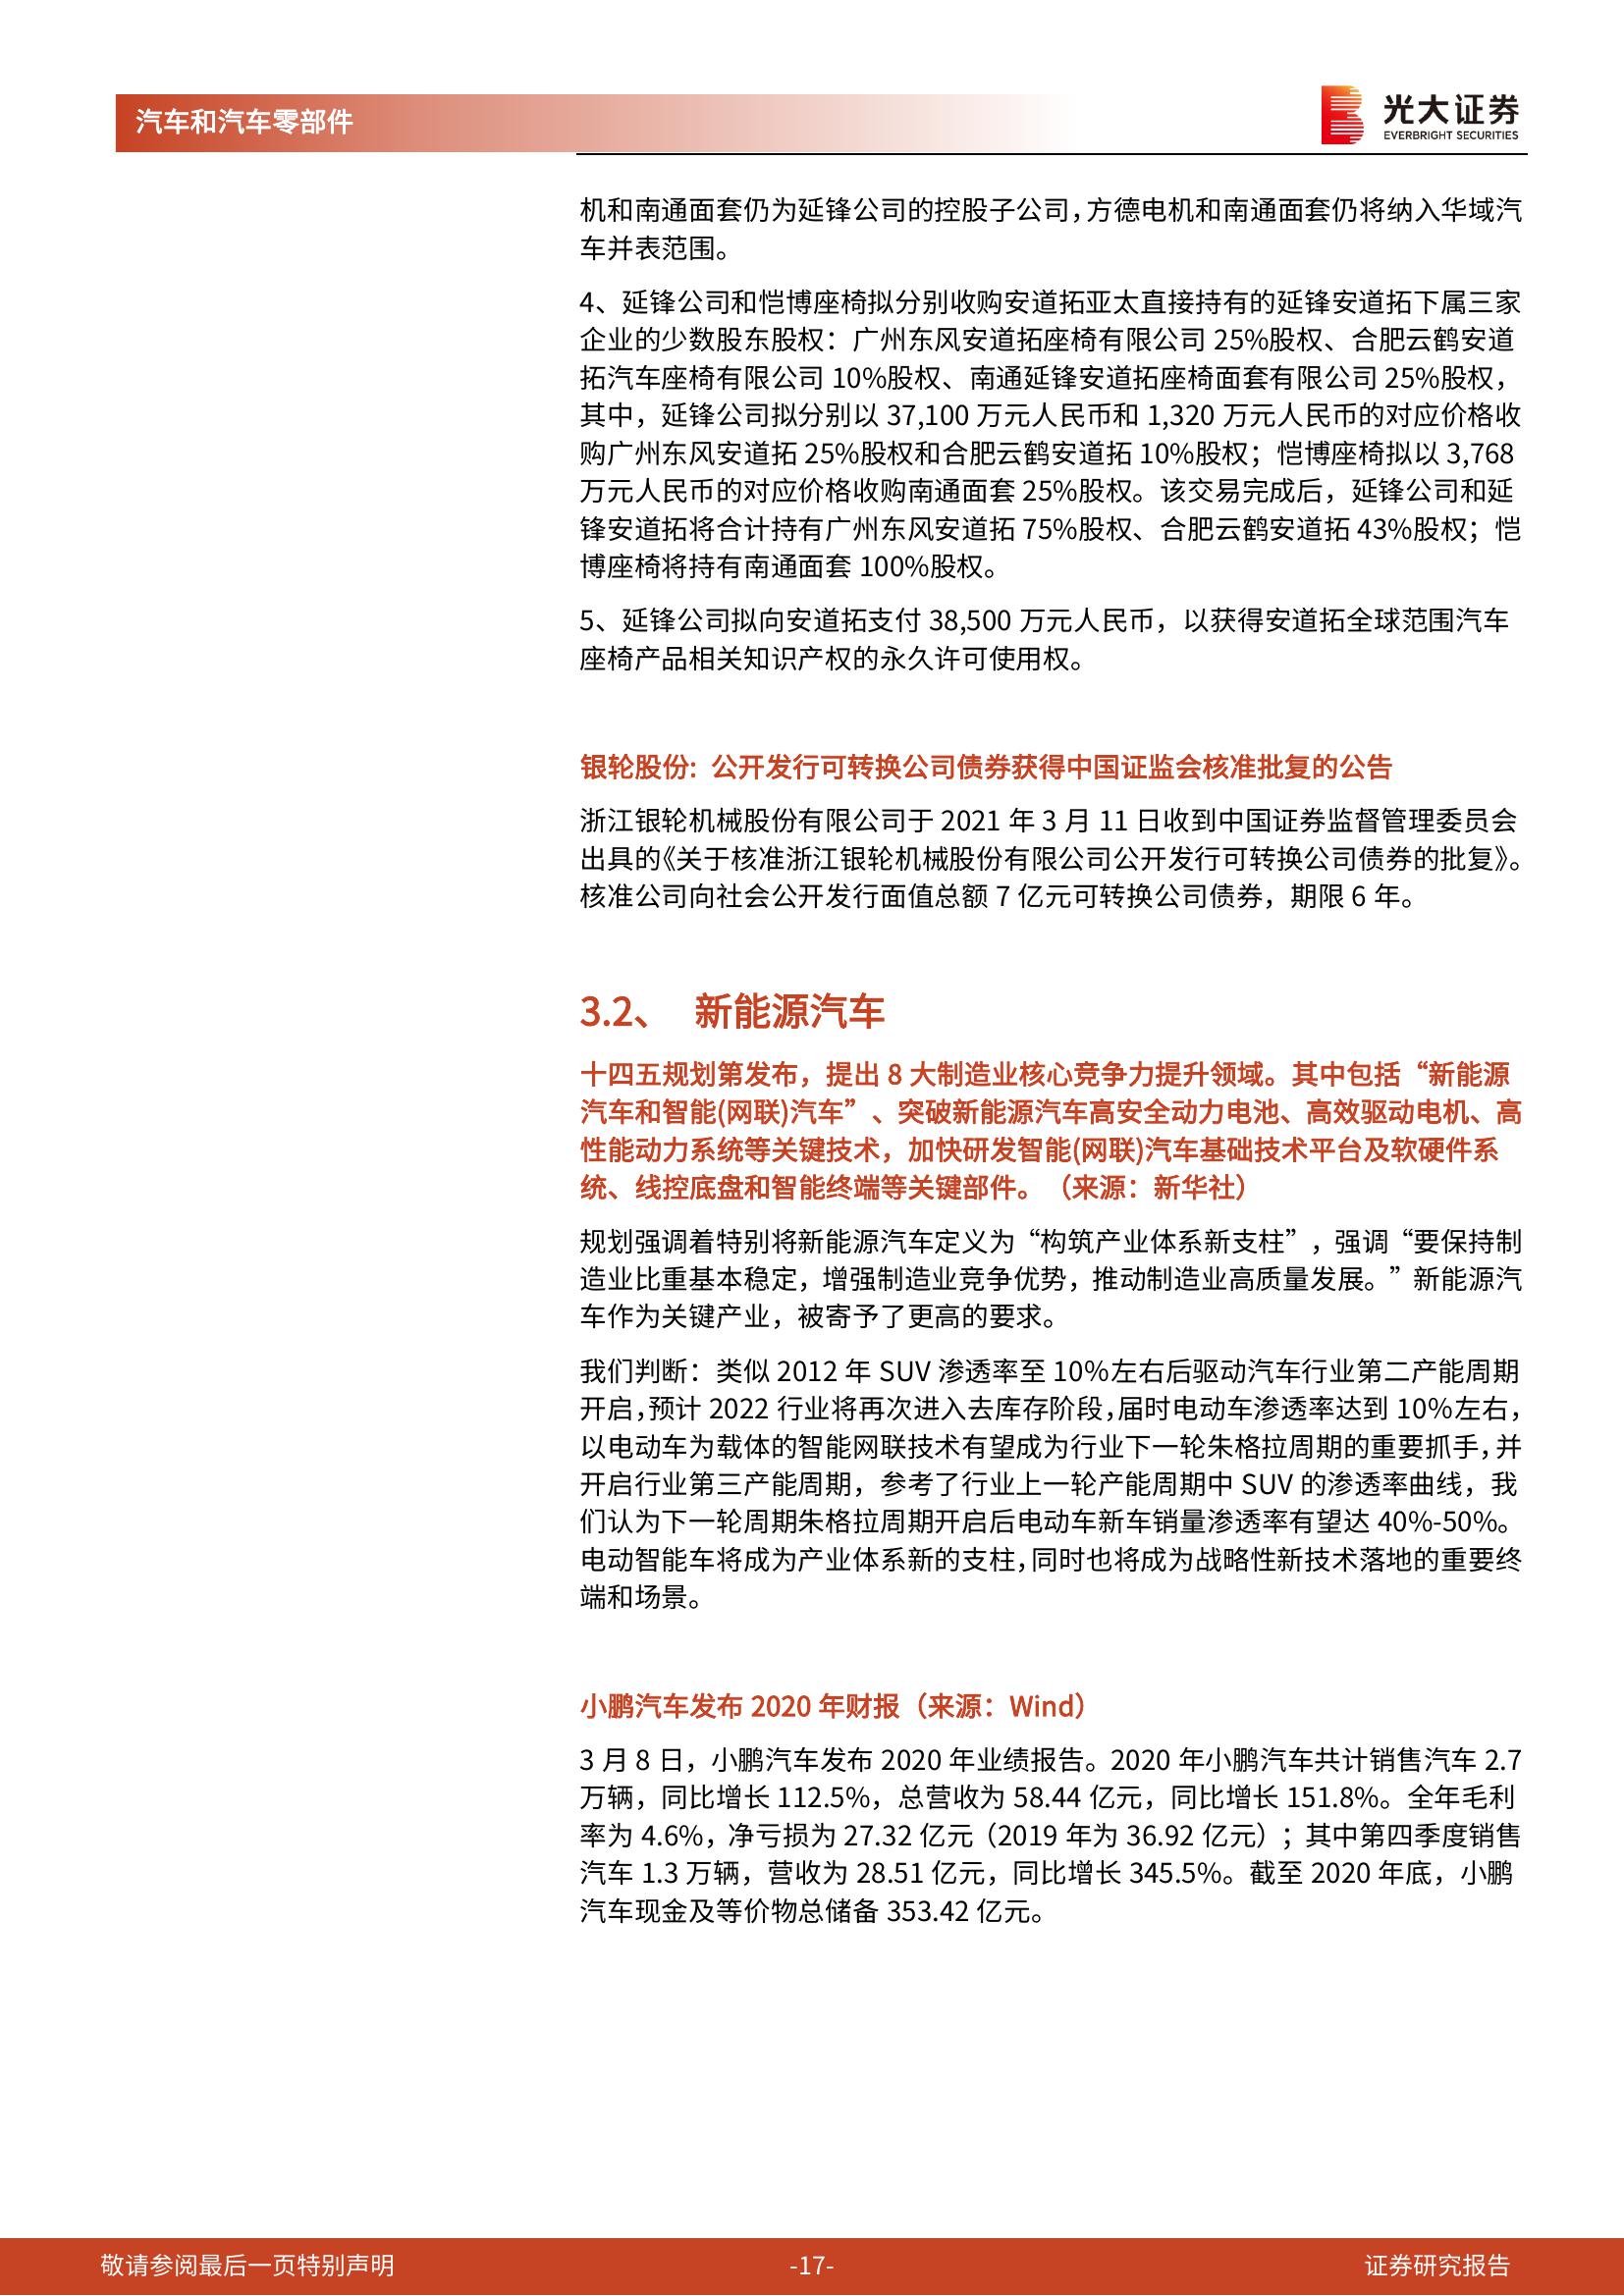 汽车和汽车零部件
光大证券
EVERBRIGHT SECURITIES
机和南通面套仍为延锋公司的控股子公司，方德电机和南通面套仍将纳入华域汽
车并表范围。
4、延锋公司和恺博座椅拟分别收购安道拓亚太直接持有的延锋安道拓下属三家
企业的少数股东股权：广州东风安道拓座椅有限公司 25%股权、合肥云鹤安道
拓汽车座椅有限公司 10%股权、南通延锋安道拓座椅面套有限公司 25%股权，
其中，延锋公司拟分别以 37,100 万元人民币和 1,320 万元人民币的对应价格收
购广州东风安道拓 25%股权和合肥云鹤安道拓 10%股权；恺博座椅拟以 3,768
万元人民币的对应价格收购南通面套 25%股权。该交易完成后，延锋公司和延
锋安道拓将合计持有广州东风安道拓 75%股权、合肥云鹤安道拓 43%股权；恺
博座椅将持有南通面套 100%股权。
5、延锋公司拟向安道拓支付 38,500 万元人民币，以获得安道拓全球范围汽车
座椅产品相关知识产权的永久许可使用权。
银轮股份: 公开发行可转换公司债券获得中国证监会核准批复的公告
浙江银轮机械股份有限公司于 2021 年 3 月 11 日收到中国证券监督管理委员会
出具的《关于核准浙江银轮机械股份有限公司公开发行可转换公司债券的批复》。
核准公司向社会公开发行面值总额 7 亿元可转换公司债券，期限 6 年。
3.2、 新能源汽车
十四五规划第发布，提出 8 大制造业核心竞争力提升领域。其中包括“新能源
汽车和智能(网联)汽车”、突破新能源汽车高安全动力电池、高效驱动电机、高
性能动力系统等关键技术，加快研发智能(网联)汽车基础技术平台及软硬件系
统、线控底盘和智能终端等关键部件。（来源：新华社）
规划强调着特别将新能源汽车定义为“构筑产业体系新支柱”，强调“要保持制
造业比重基本稳定，增强制造业竞争优势，推动制造业高质量发展。”新能源汽
车作为关键产业，被寄予了更高的要求。
我们判断：类似 2012 年 SUV 渗透率至 10%左右后驱动汽车行业第二产能周期
开启，预计 2022 行业将再次进入去库存阶段，届时电动车渗透率达到 10%左右，
以电动车为载体的智能网联技术有望成为行业下一轮朱格拉周期的重要抓手，并
开启行业第三产能周期，参考了行业上一轮产能周期中 SUV 的渗透率曲线，我
们认为下一轮周期朱格拉周期开启后电动车新车销量渗透率有望达 40%-50%。
电动智能车将成为产业体系新的支柱，同时也将成为战略性新技术落地的重要终
端和场景。
小鹏汽车发布 2020 年财报（来源：Wind）
3 月 8 日，小鹏汽车发布 2020 年业绩报告。2020 年小鹏汽车共计销售汽车 2.7
万辆，同比增长 112.5%，总营收为 58.44 亿元，同比增长 151.8%。全年毛利
率为 4.6%，净亏损为 27.32 亿元（2019 年为 36.92 亿元）；其中第四季度销售
汽车 1.3 万辆，营收为 28.51 亿元，同比增长 345.5%。截至 2020 年底，小鹏
汽车现金及等价物总储备 353.42 亿元。
敬请参阅最后一页特别声明
-17-
证券研究报告